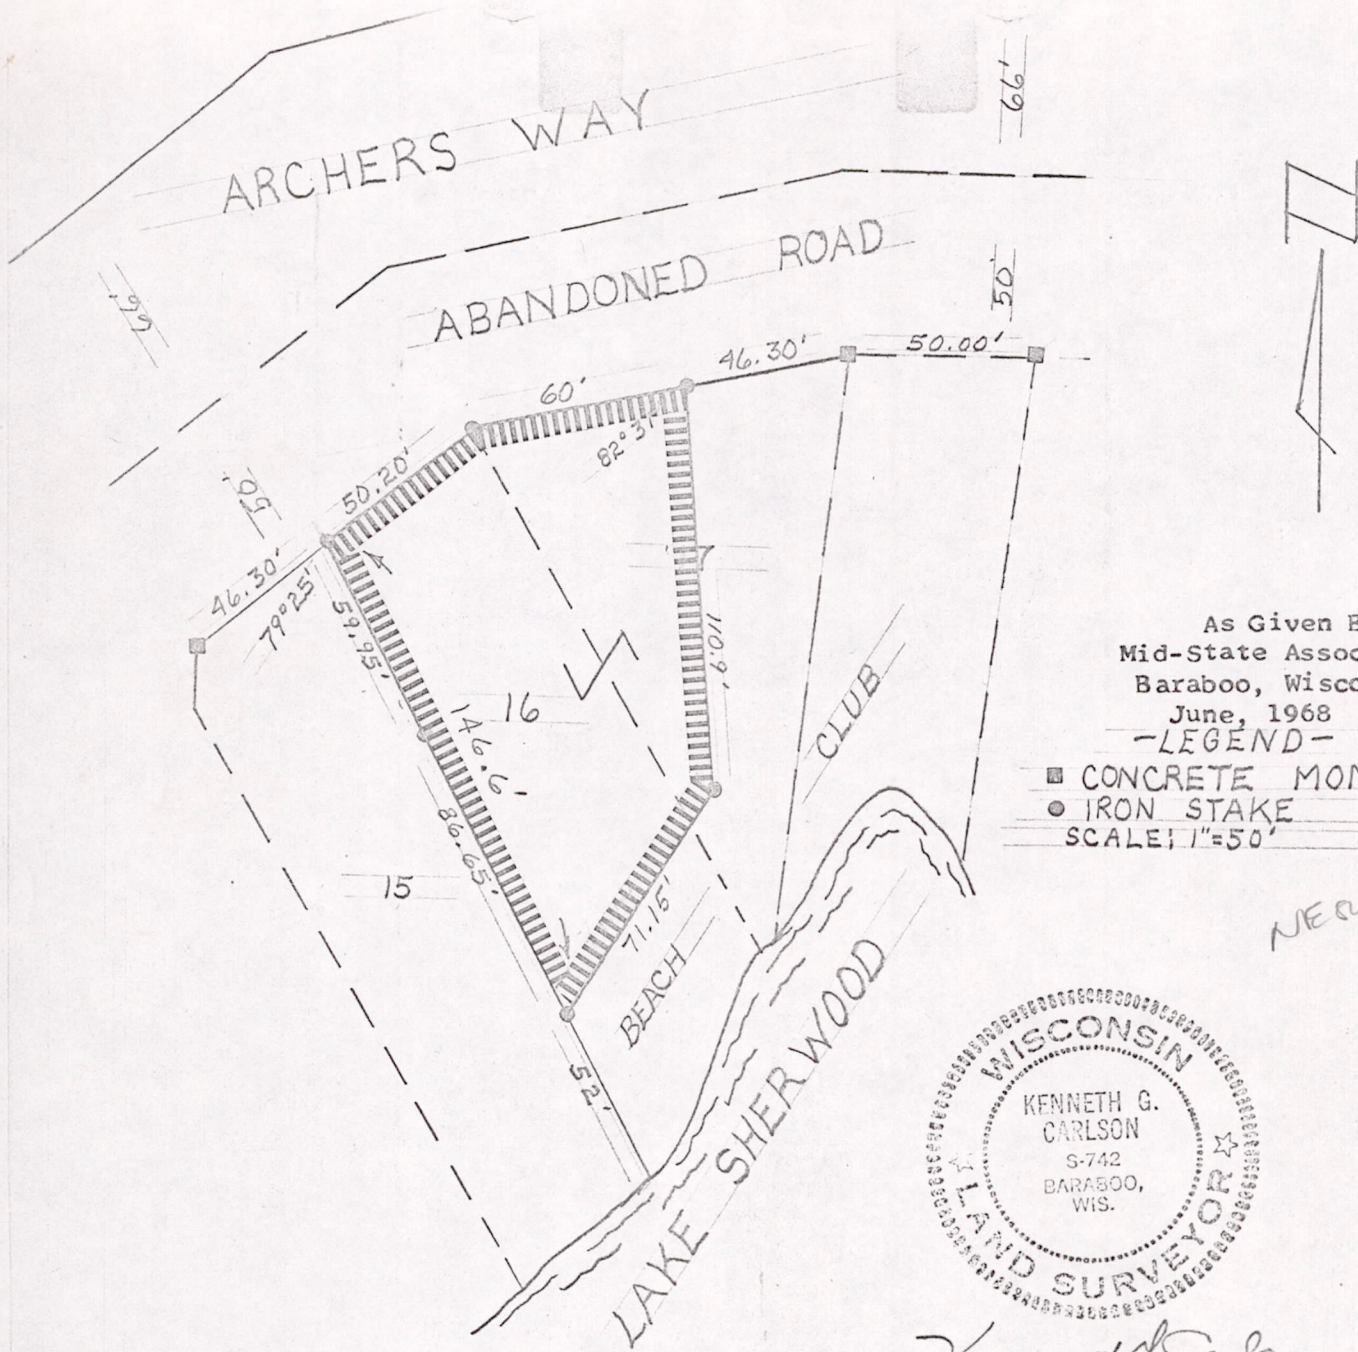 66'
ARCHERS WAY
66'
ABANDONED ROAD
50'
46.30'
50.00'
60'
82°31'
50.20'
50'
46.30'
79°25'
59.95'
110.9'
16
146.6'
CLUB
86.65'
15
71.15'
BEACH
52'
LAKE SHERWOOD
N
As Given
Mid-State
Baraboo,
June, 1968
-LEGEND-
CONCRETE
IRON STAKE
SCALE; 1"=50'
WISCONSIN
LAND SURVEYOR
KENNETH G.
CARLSON
S-742
BARABOO,
WIS.